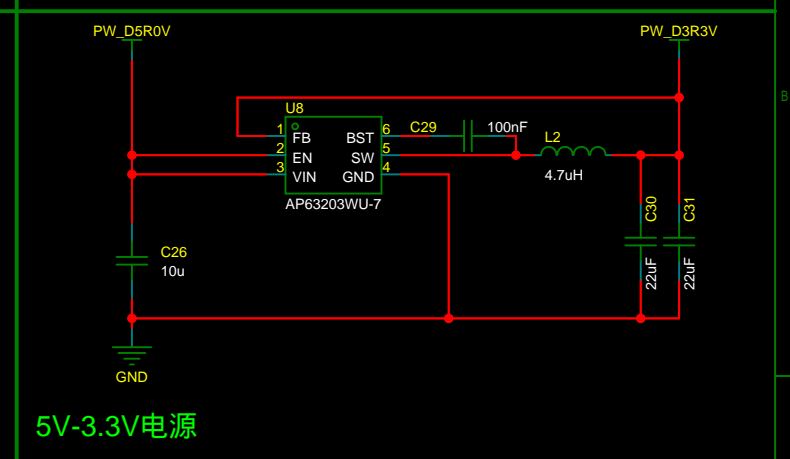 PW_D5R0V
PW_D3R3V
B
U8
1
FB
2
EN
3
VIN
BST
6
SW
5
GND
4
AP63203WU-7
C29
100nF
L2
4.7uH
C30
22uF
C31
22uF
C26
10u
GND
5V-3.3V电源